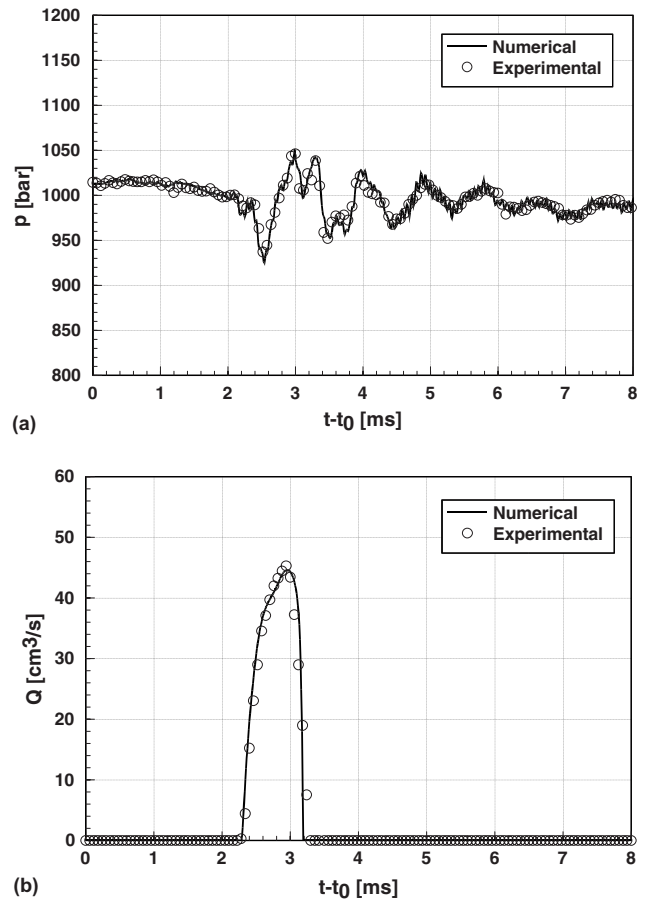 1200
1150
1100
1050
1000
950
900
850
800
p [bar]
Numerical
Experimental
0 1 2 3 4 5 6 7 8
t-t0 [ms]
(a)
60
50
40
30
20
10
0
Q [cm3/s]
Numerical
Experimental
0 1 2 3 4 5 6 7 8
t-t0 [ms]
(b)